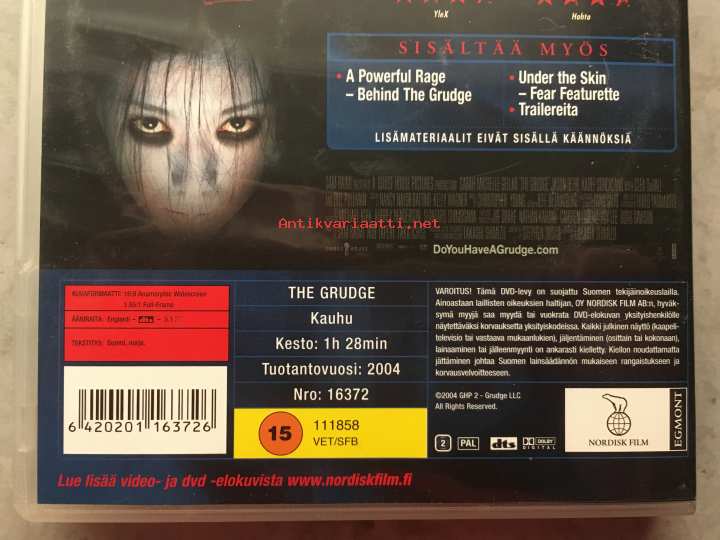 YleX
Hohto
SISÄLTÄÄ MYÖS
• A Powerful Rage
– Behind The Grudge
• Under the Skin
– Fear Featurette
• Trailereita
LISÄMATERIAALIT EIVÄT SISÄLLÄ KÄÄNNÖKSIÄ
Antikvariaatti.net
DoYouHaveAGrudge.com
KUVAFORMAATTI: 16:9 Anamorphic Widescreen
1.85:1 Full-Frame
ÄÄNIRAITA: Englanti - dts - 5.1
TEKSTITYS: Suomi, norja.
6 420201 163726
THE GRUDGE
Kauhu
Kesto: 1h 28min
Tuotantovuosi: 2004
Nro: 16372
15
111858
VET/SFB
VAROITUS! Tämä DVD-levy on suojattu Suomen tekijäinoikeuslailla.
Ainoastaan laillisten oikeuksien haltijan, OY NORDISK FILM AB:n, hyväk-
symä myyjä saa myydä tai vuokrata DVD-elokuvan yksityishenkilölle
näytettäväksi korvauksetta yksityiskodeissa. Kaikki julkinen näyttö (kaapeli-
televisio tai vastaava mukaanlukien), jäljentäminen (osittain tai kokonaan),
lainaaminen tai jälleenmyynti on ankarasti kielletty. Kiellon noudattamatta
jättäminen johtaa Suomen lainsäädännön mukaiseen rangaistukseen ja
korvausvelvoitteeseen.
©2004 GHP 2 - Grudge LLC
All Rights Reserved.
2
PAL
dts
DOLBY
DIGITAL
NORDISK FILM
EGMONT
Lue lisää video- ja dvd -elokuvista www.nordiskfilm.fi